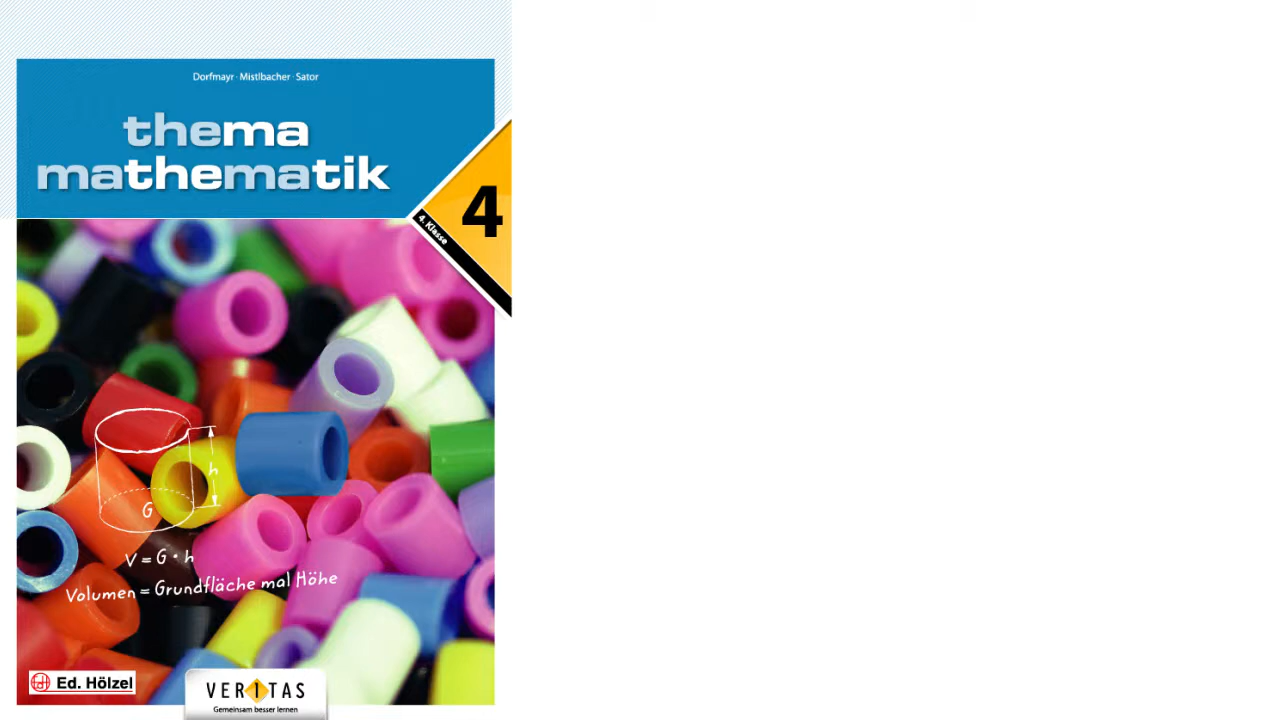 Dorfmayr · Mistlbacher · Sator
thema
mathematik
4
4. Klasse
h
G
V = G · h
Volumen = Grundfläche mal Höhe
Ed. Hölzel
VERITAS
Gemeinsam besser lernen